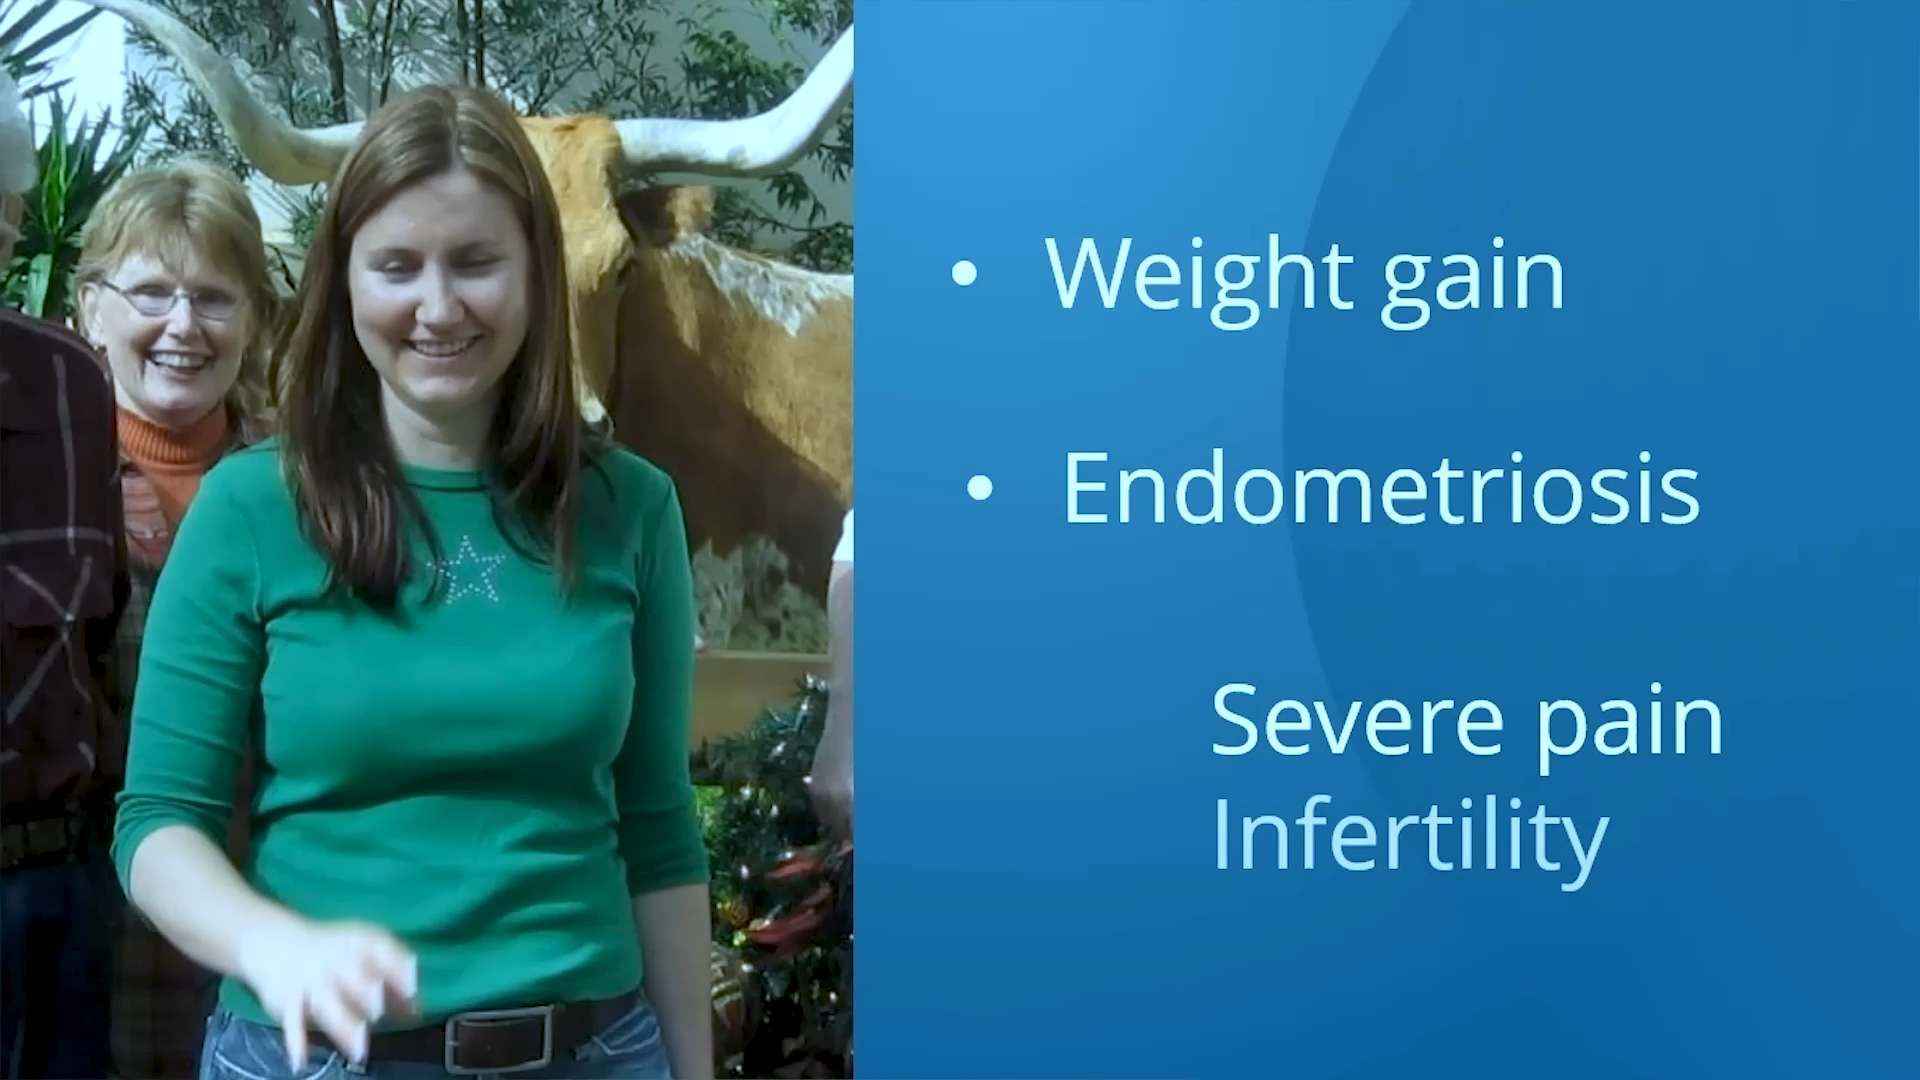 • Weight gain
• Endometriosis
Severe pain
Infertility